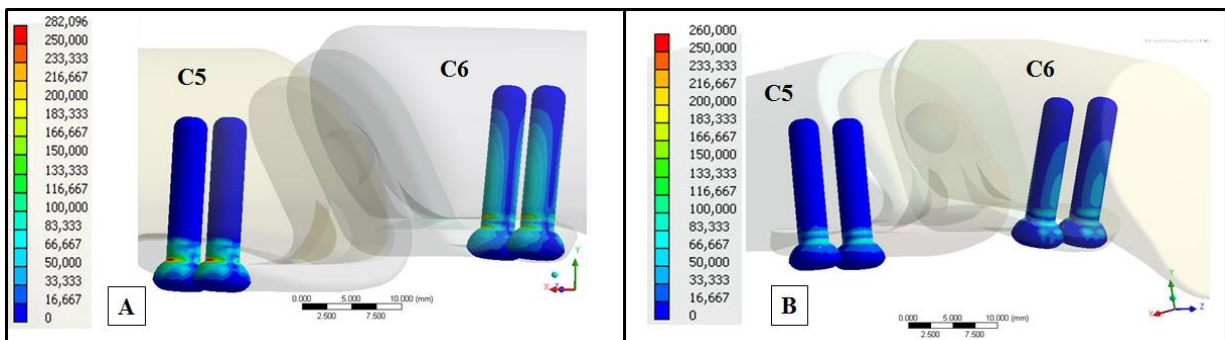 282,096
250,000
233,333
216,667
200,000
183,333
166,667
150,000
133,333
116,667
100,000
83,333
66,667
50,000
33,333
16,667
0
C5
C6
A
0.000 5.000 10.000 (mm)
2.500 7.500
Y
X
Z
260,000
250,000
233,333
216,667
200,000
183,333
166,667
150,000
133,333
116,667
100,000
83,333
66,667
50,000
33,333
16,667
0
C5
C6
B
0.000 5.000 10.000 (mm)
2.500 7.500
Y
X
Z